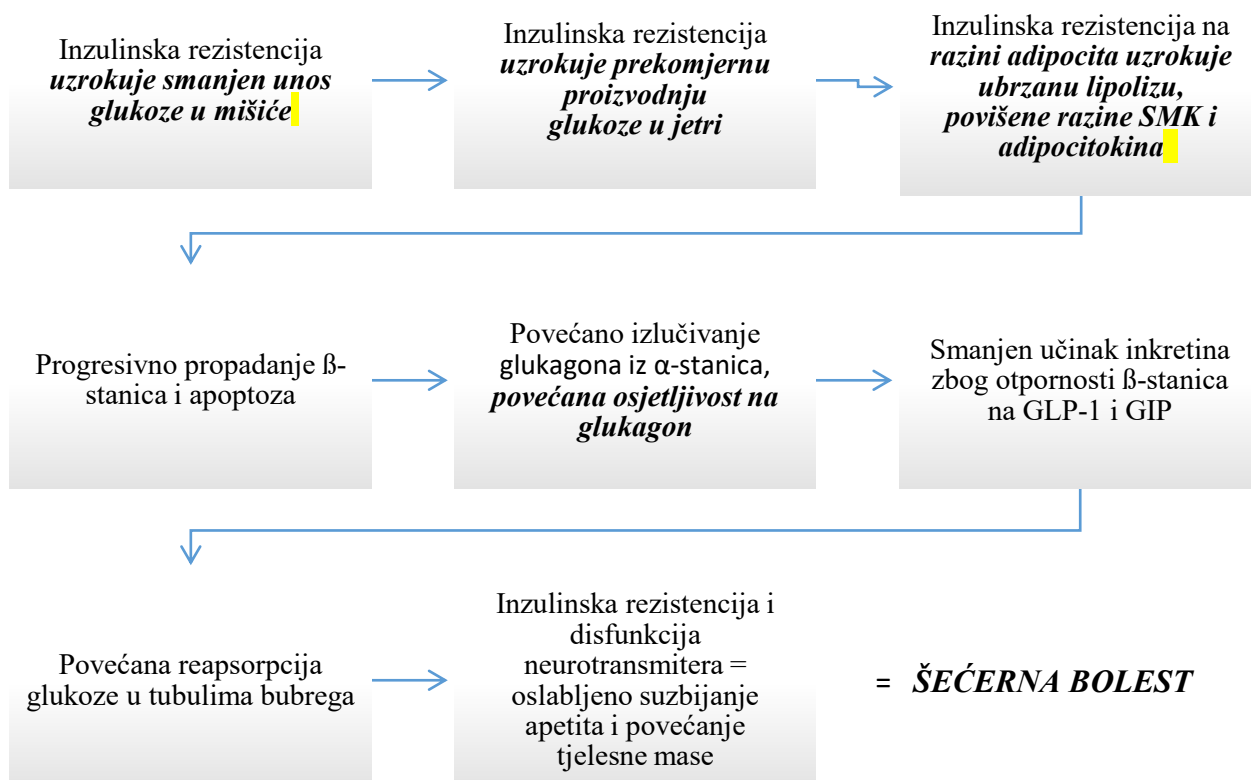 Inzulinska rezistencija
uzrokuje smanjen unos
glukoze u mišiće
Inzulinska rezistencija
uzrokuje prekomjernu
proizvodnju
glukoze u jetri
Inzulinska rezistencija na
razini adipocita uzrokuje
ubrzanu lipolizu,
povišene razine SMK i
adipocitokina
Progresivno propadanje ß-
stanica i apoptoza
Povećano izlučivanje
glukagona iz α-stanica,
povećana osjetljivost na
glukagon
Smanjen učinak inkretina
zbog otpornosti ß-stanica
na GLP-1 i GIP
Povećana reapsorpcija
glukoze u tubulima bubrega
Inzulinska rezistencija i
disfunkcija
neurotransmitera =
oslabljeno suzbijanje
apetita i povećanje
tjelesne mase
= ŠEĆERNA BOLEST